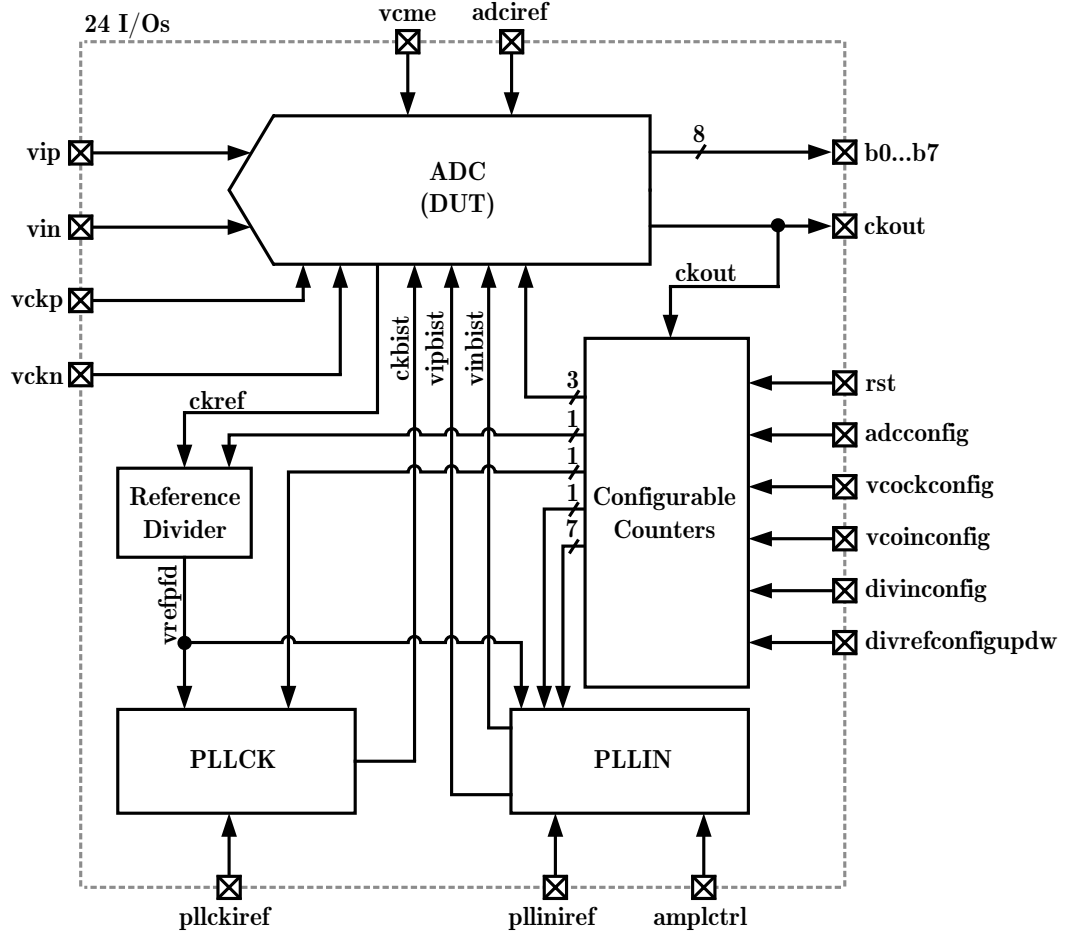 24 I/Os
vcme
adciref
vip
vin
vckp
vckn
ADC
(DUT)
8
b0...b7
ckout
ckout
ckbist
vipbist
vinbist
ckref
3
1
1
1
7
Reference
Divider
Configurable
Counters
rst
adcconfig
vcockconfig
vcoinconfig
divinconfig
divrefconfigupdw
vrefpfd
PLLCK
PLLIN
pllckiref
plliniref
amplctrl